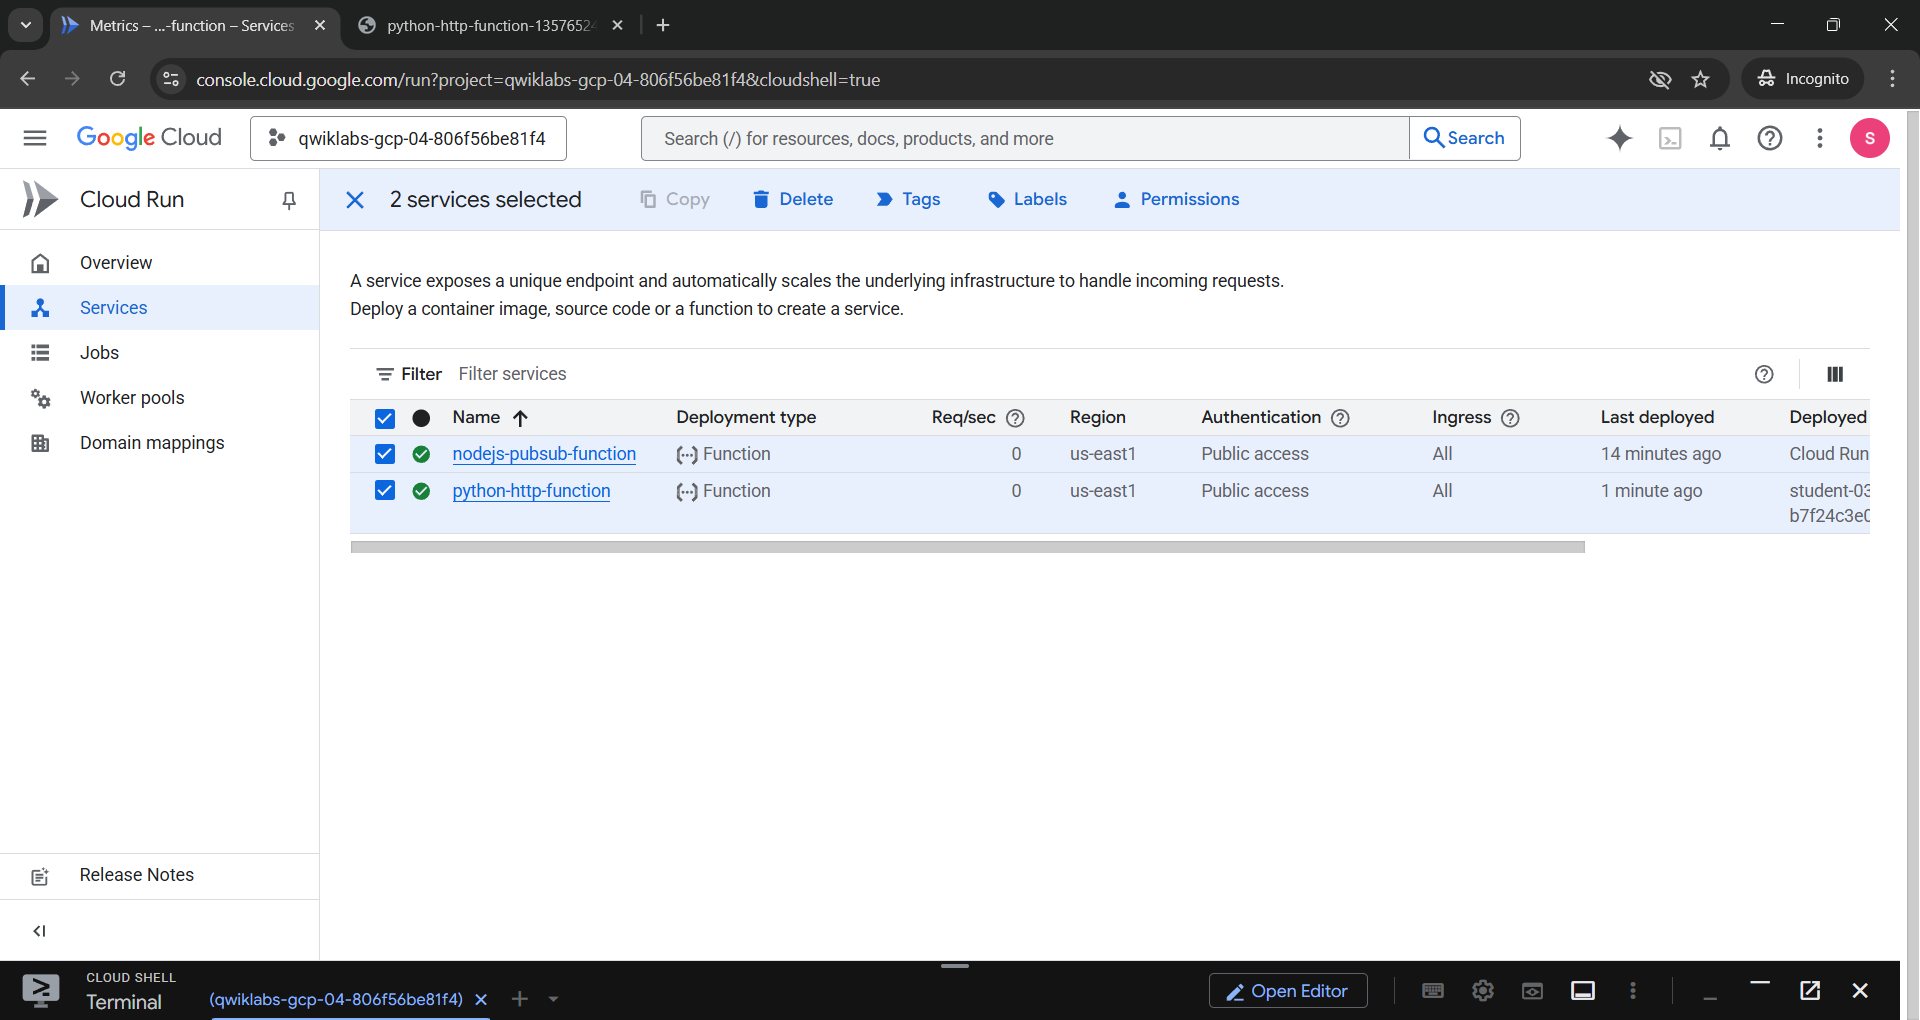 Metrics – ...-function – Services
python-http-function-1357652
console.cloud.google.com/run?project=qwiklabs-gcp-04-806f56be81f4&cloudshell=true
Incognito
Google Cloud
qwiklabs-gcp-04-806f56be81f4
Search (/) for resources, docs, products, and more
Search
S
Cloud Run
2 services selected
Copy
Delete
Tags
Labels
Permissions
Overview
Services
Jobs
Worker pools
Domain mappings
A service exposes a unique endpoint and automatically scales the underlying infrastructure to handle incoming requests.
Deploy a container image, source code or a function to create a service.
Filter Filter services
Name Deployment type Req/sec Region Authentication Ingress Last deployed Deployed
nodejs-pubsub-function Function 0 us-east1 Public access All 14 minutes ago Cloud Run
python-http-function Function 0 us-east1 Public access All 1 minute ago student-03
b7f24c3e0
Release Notes
CLOUD SHELL
Terminal
(qwiklabs-gcp-04-806f56be81f4)
Open Editor